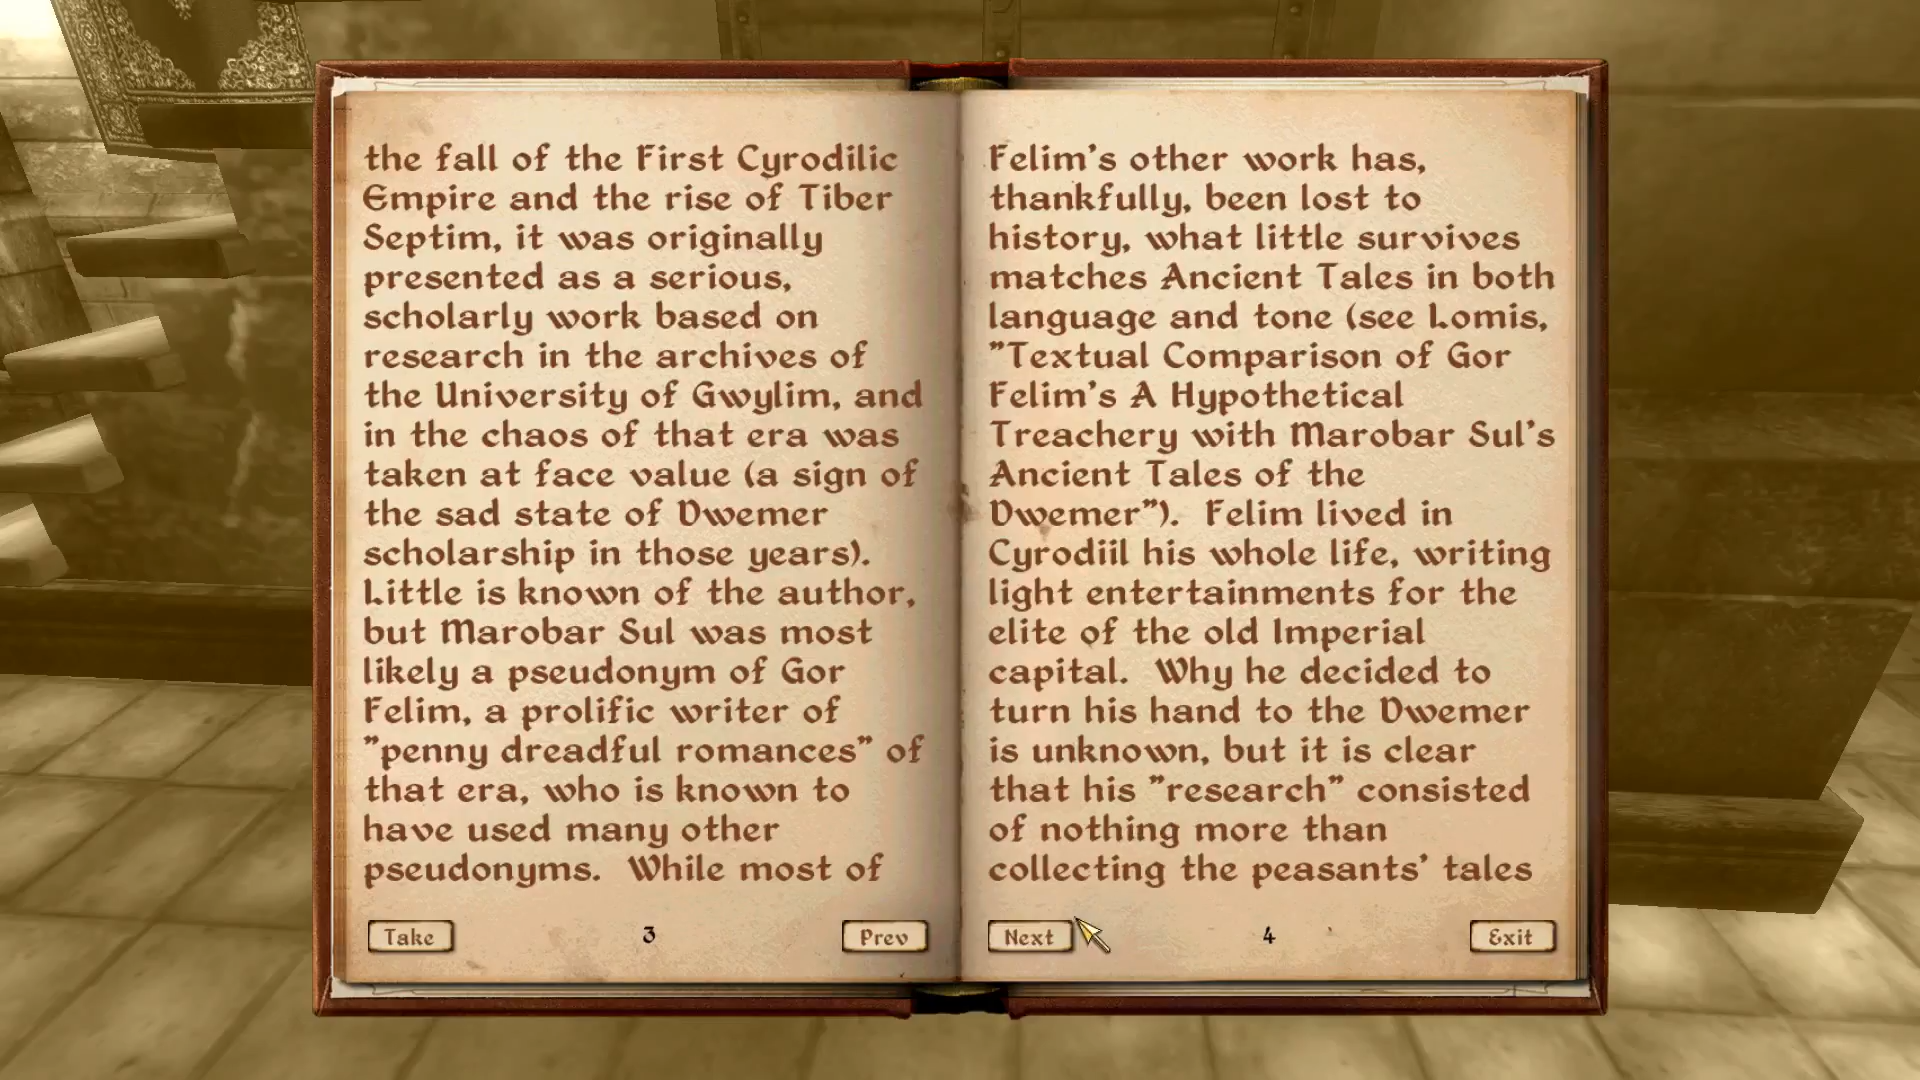 the fall of the First Cyrodilic
Empire and the rise of Tiber
Septim, it was originally
presented as a serious,
scholarly work based on
research in the archives of
the University of Gwylim, and
in the chaos of that era was
taken at face value (a sign of
the sad state of Dwemer
scholarship in those years).
Little is known of the author,
but Marobar Sul was most
likely a pseudonym of Gor
Felim, a prolific writer of
"penny dreadful romances" of
that era, who is known to
have used many other
pseudonyms.  While most of
Felim's other work has,
thankfully, been lost to
history, what little survives
matches Ancient Tales in both
language and tone (see Lomis,
"Textual Comparison of Gor
Felim's A Hypothetical
Treachery with Marobar Sul's
Ancient Tales of the
Dwemer").  Felim lived in
Cyrodiil his whole life, writing
light entertainments for the
elite of the old Imperial
capital.  Why he decided to
turn his hand to the Dwemer
is unknown, but it is clear
that his "research" consisted
of nothing more than
collecting the peasants' tales
Take 3 Prev Next 4 Exit